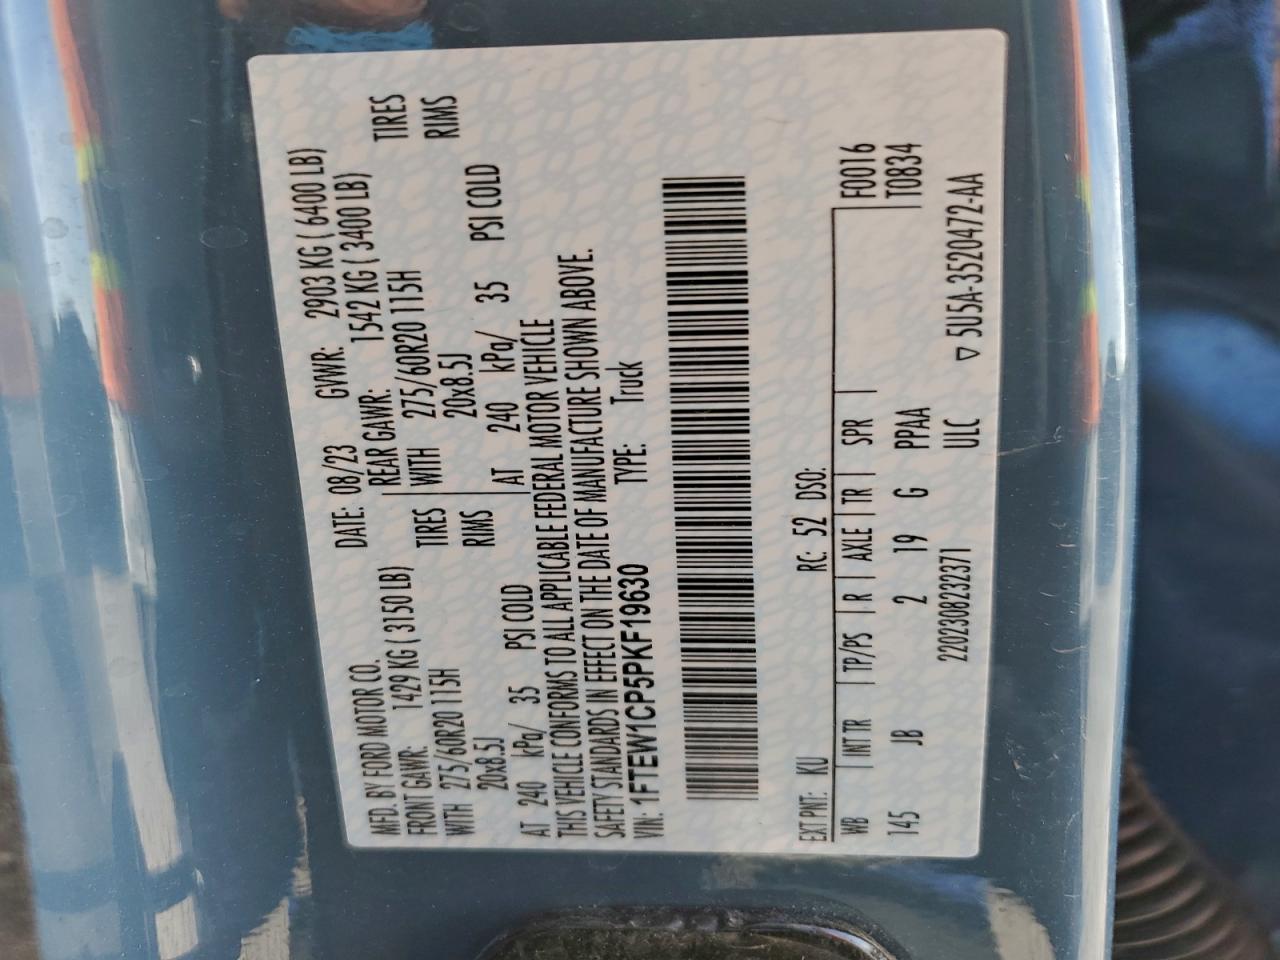 MFD. BY FORD MOTOR CO.
DATE: 08/23 GVWR: 2903 KG ( 6400 LB)
FRONT GAWR: 1429 KG ( 3150 LB) REAR GAWR: 1542 KG ( 3400 LB)
WITH 275/60R20 115H TIRES WITH 275/60R20 115H TIRES
20x8.5J RIMS 20x8.5J RIMS
AT 240 kPa/ 35 PSI COLD AT 240 kPa/ 35 PSI COLD
THIS VEHICLE CONFORMS TO ALL APPLICABLE FEDERAL MOTOR VEHICLE
SAFETY STANDARDS IN EFFECT ON THE DATE OF MANUFACTURE SHOWN ABOVE.
VIN: 1FTEW1CP5PKF19630 TYPE: Truck
EXT PNT: KU RC: 52 DSO:
WB | INT TR | TP/PS | R | AXLE | TR | SPR | F0016
145 JB 2 19 G PPAA T0834
2202308232371 ULC ▽ 5U5A-3520472-AA